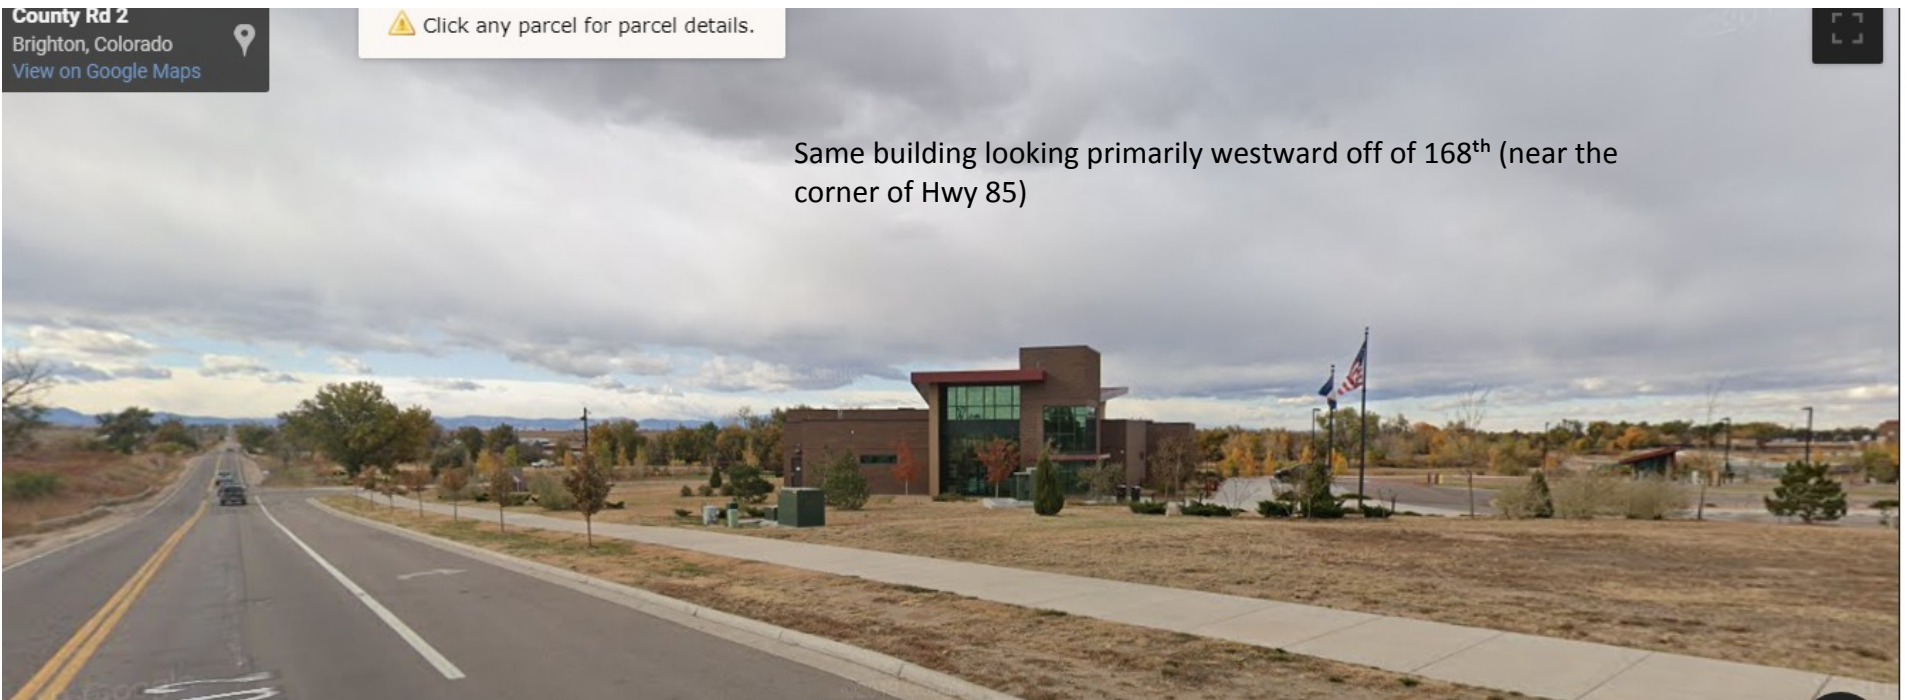 County Rd 2
Brighton, Colorado
View on Google Maps
Click any parcel for parcel details.
Same building looking primarily westward off of 168th (near the
corner of Hwy 85)